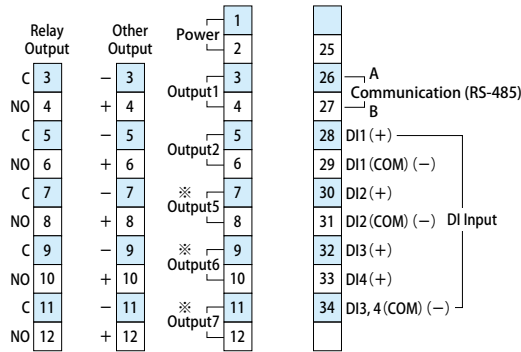 Relay Output
Other Output
C 3
NO 4
C 5
NO 6
C 7
NO 8
C 9
NO 10
C 11
NO 12
− 3
+ 4
− 5
+ 6
− 7
+ 8
− 9
+ 10
− 11
+ 12
Power 1
2
Output1 3
4
Output2 5
6
※ Output5 7
8
※ Output6 9
10
※ Output7 11
12
25
26 A
Communication (RS-485)
27 B
28 DI1(+)
29 DI1(COM)(−)
30 DI2(+)
31 DI2(COM)(−)
DI Input
32 DI3(+)
33 DI4(+)
34 DI3, 4(COM)(−)